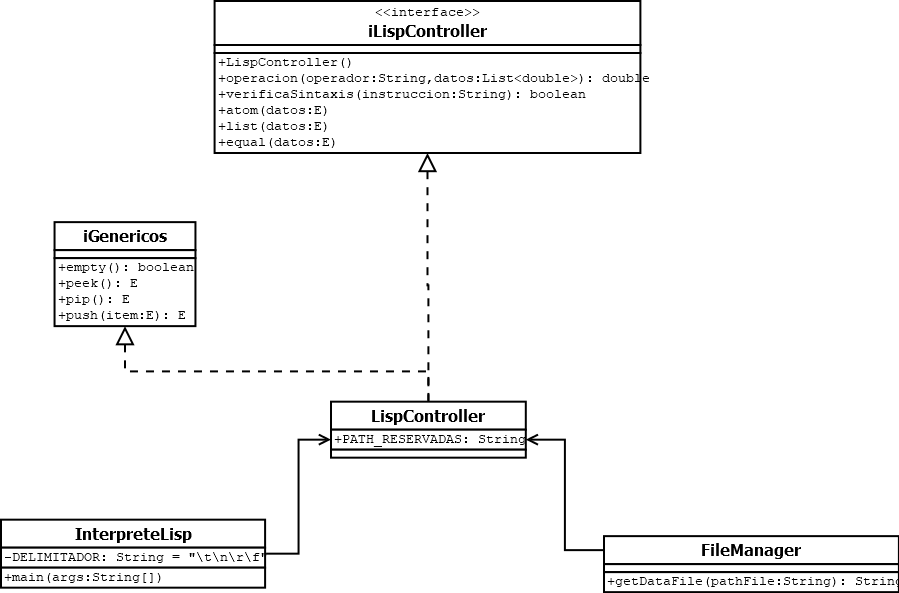 <<interface>>
iLispController
+LispController()
+operacion(operador:String,datos:List<double>): double
+verificaSintaxis(instruccion:String): boolean
+atom(datos:E)
+list(datos:E)
+equal(datos:E)
iGenericos
+empty(): boolean
+peek(): E
+pip(): E
+push(item:E): E
LispController
+PATH_RESERVADAS: String
InterpreteLisp
-DELIMITADOR: String = "\t\n\r\f"
+main(args:String[])
FileManager
+getDataFile(pathFile:String): String